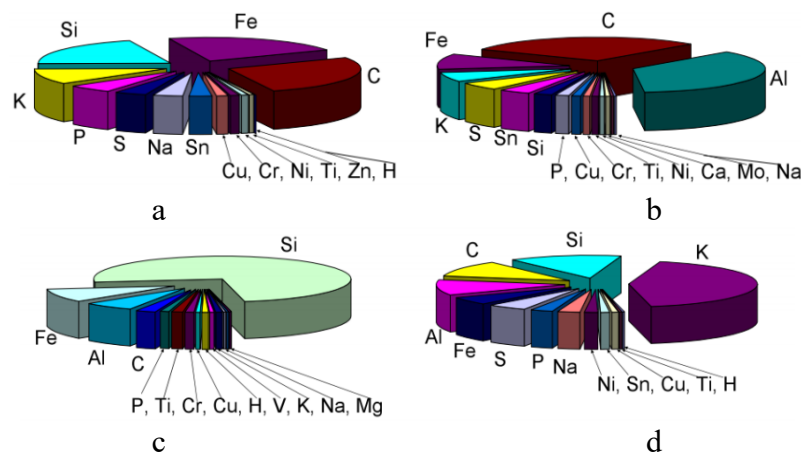 Si
Fe
C
K
P
S
Na
Sn
Cu, Cr, Ni, Ti, Zn, H
a
C
Fe
Al
K
S
Sn
Si
P, Cu, Cr, Ti, Ni, Ca, Mo, Na
b
Si
Fe
Al
C
P, Ti, Cr, Cu, H, V, K, Na, Mg
c
Si
K
C
Al
Fe
S
P
Na
Ni, Sn, Cu, Ti, H
d